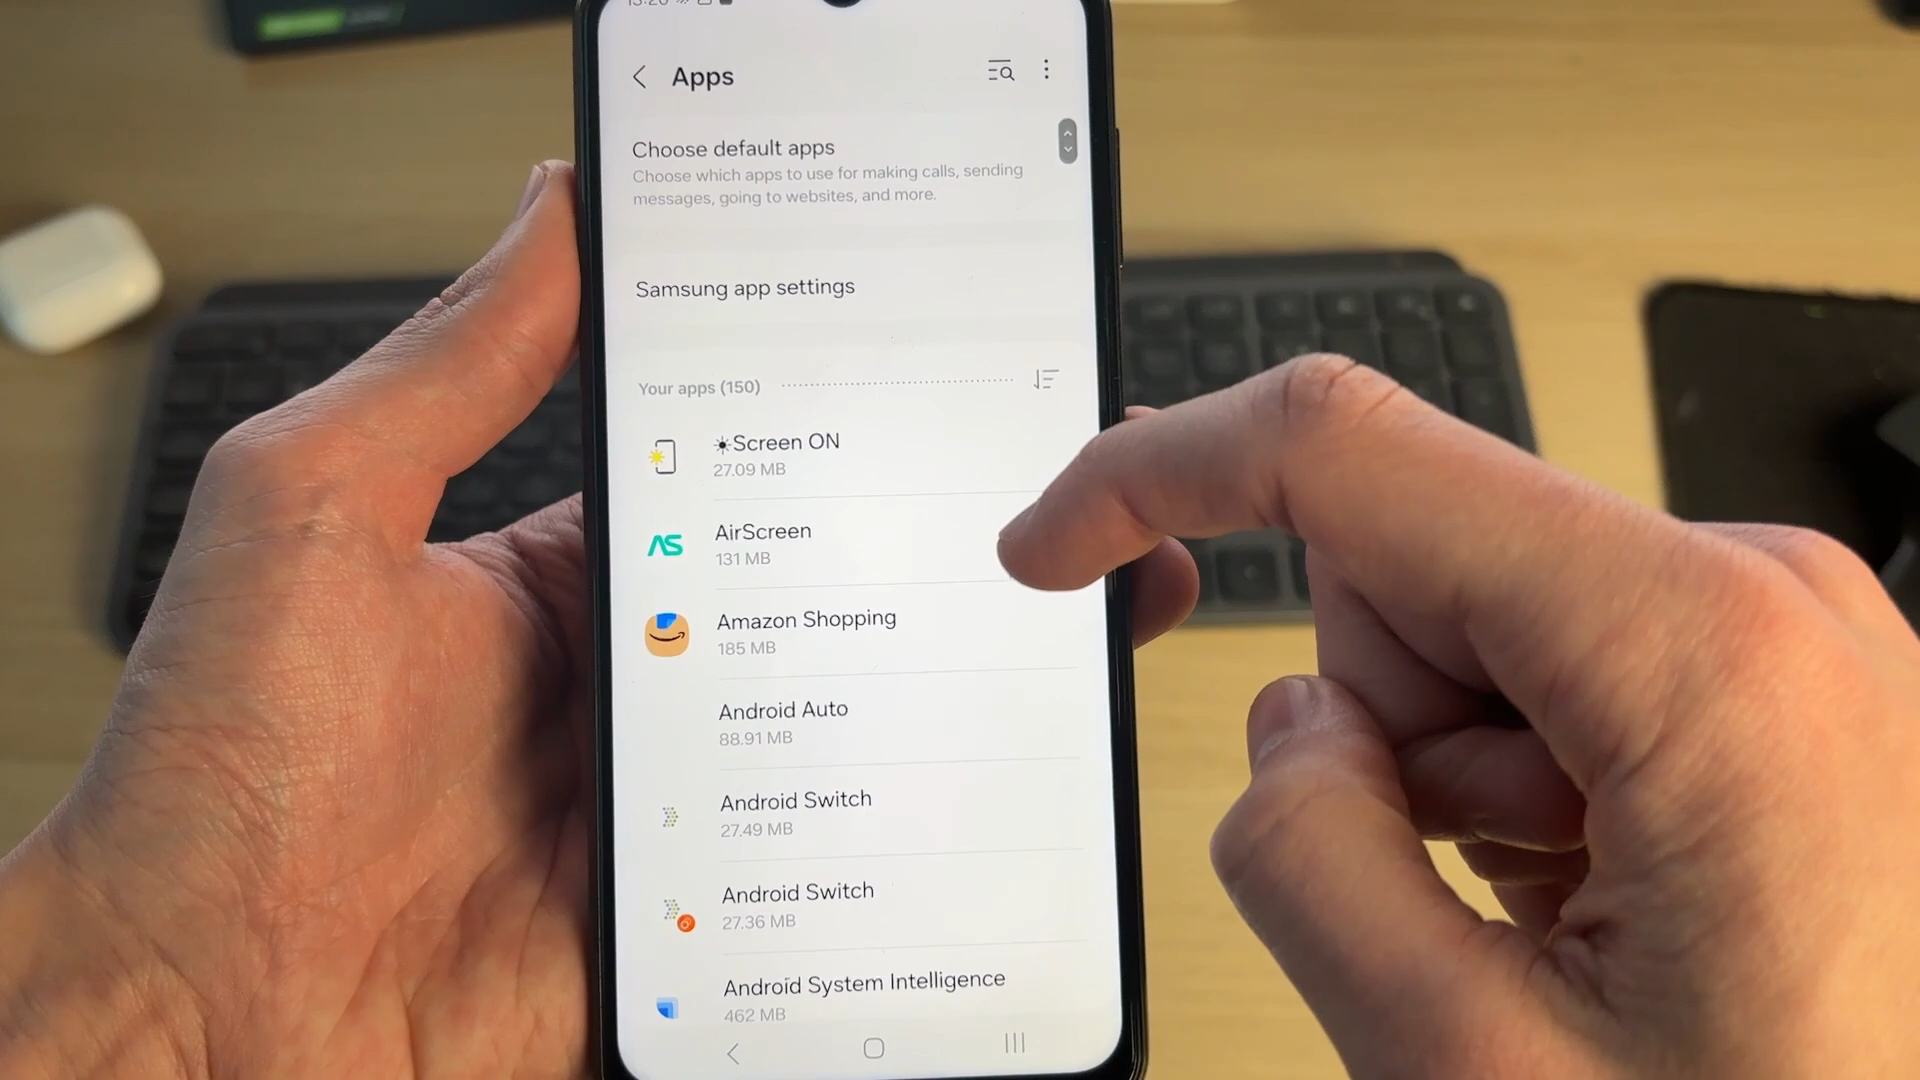 Apps
Choose default apps
Choose which apps to use for making calls, sending
messages, going to websites, and more.
Samsung app settings
Your apps (150)
☀Screen ON
27.09 MB
AS
AirScreen
131 MB
Amazon Shopping
185 MB
Android Auto
88.91 MB
Android Switch
27.49 MB
Android Switch
27.36 MB
Android System Intelligence
462 MB